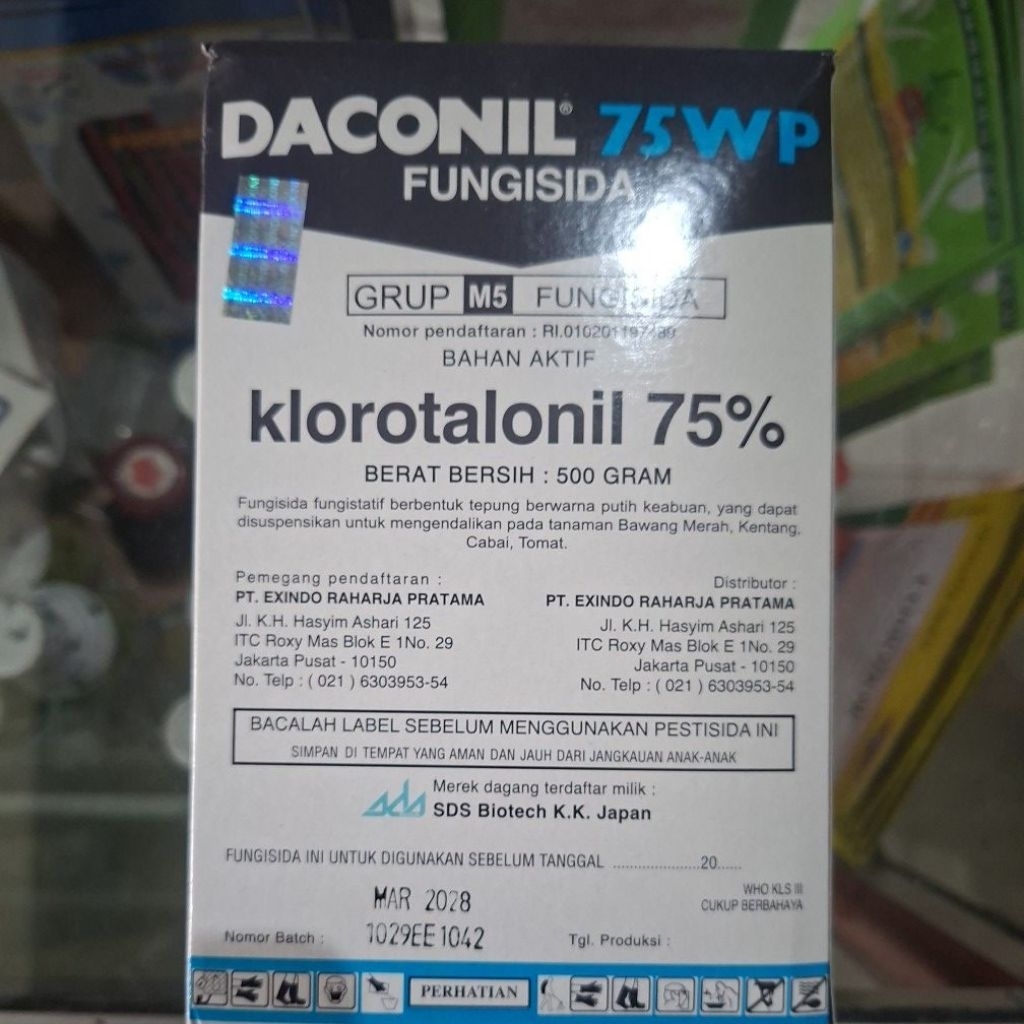 DACONIL® 75WP
FUNGISIDA
GRUP M5 FUNGISIDA
Nomor pendaftaran :
BAHAN AKTIF
klorotalonil 75%
BERAT BERSIH : 500 GRAM
Fungisida fungistatif berbentuk tepung berwarna putih keabuan, yang dapat
disuspensikan untuk mengendalikan pada tanaman Bawang Merah, Kentang,
Cabai, Tomat.
Pemegang pendaftaran :
PT. EXINDO RAHARJA PRATAMA
Jl. K.H. Hasyim Ashari 125
ITC Roxy Mas Blok E 1No. 29
Jakarta Pusat - 10150
No. Telp : ( 021 ) 6303953-54
Distributor :
PT. EXINDO RAHARJA PRATAMA
Jl. K.H. Hasyim Ashari 125
ITC Roxy Mas Blok E 1No. 29
Jakarta Pusat - 10150
No. Telp : ( 021 ) 6303953-54
BACALAH LABEL SEBELUM MENGGUNAKAN PESTISIDA INI
SIMPAN DI TEMPAT YANG AMAN DAN JAUH DARI JANGKAUAN ANAK-ANAK
sds
Merek dagang terdaftar milik :
SDS Biotech K.K. Japan
FUNGISIDA INI UNTUK DIGUNAKAN SEBELUM TANGGAL ......................20......
MAR 2028
WHO KLS III
CUKUP BERBAHAYA
Nomor Batch : 1029EE1042
Tgl. Produksi :
PERHATIAN